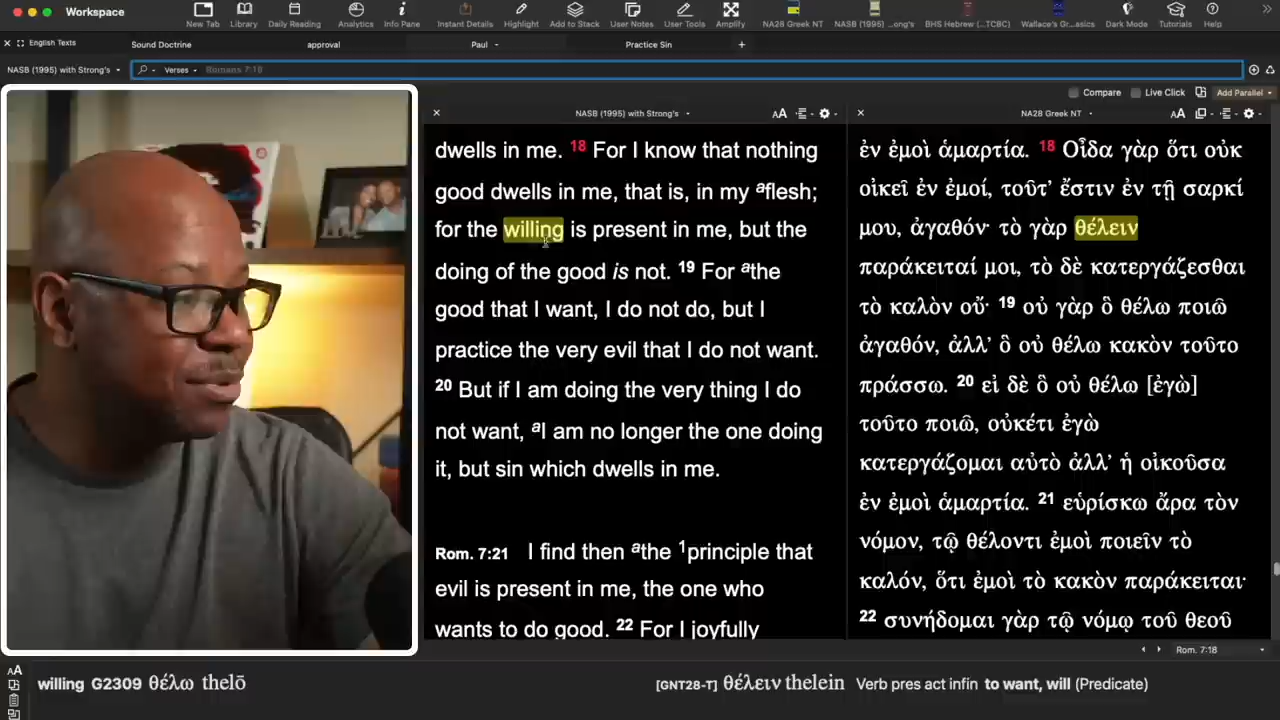 Workspace
New Tab
Library
Daily Reading
Analytics
Info Pane
Instant Details
Highlight
Add to Stack
User Notes
User Tools
Amplify
NA28 Greek NT
NASB (1995) ...ong's
BHS Hebrew (...TCBC)
Wallace's Gr...asics
Dark Mode
Tutorials
Help
English Texts
Sound Doctrine
approval
Paul
Practice Sin
NASB (1995) with Strong's
Verses
Romans 7:18
Compare
Live Click
Add Parallel
NASB (1995) with Strong's
dwells in me. 18 For I know that nothing
good dwells in me, that is, in my aflesh;
for the willing is present in me, but the
doing of the good is not. 19 For athe
good that I want, I do not do, but I
practice the very evil that I do not want.
20 But if I am doing the very thing I do
not want, aI am no longer the one doing
it, but sin which dwells in me.
Rom. 7:21 I find then athe 1principle that
evil is present in me, the one who
wants to do good. 22 For I joyfully
NA28 Greek NT
ἐν ἐμοὶ ἁμαρτία. 18 Οἶδα γὰρ ὅτι οὐκ
οἰκεῖ ἐν ἐμοί, τοῦτ’ ἔστιν ἐν τῇ σαρκί
μου, ἀγαθόν· τὸ γὰρ θέλειν
παράκειταί μοι, τὸ δὲ κατεργάζεσθαι
τὸ καλὸν οὔ· 19 οὐ γὰρ ὃ θέλω ποιῶ
ἀγαθόν, ἀλλ’ ὃ οὐ θέλω κακὸν τοῦτο
πράσσω. 20 εἰ δὲ ὃ οὐ θέλω [ἐγὼ]
τοῦτο ποιῶ, οὐκέτι ἐγὼ
κατεργάζομαι αὐτὸ ἀλλ’ ἡ οἰκοῦσα
ἐν ἐμοὶ ἁμαρτία. 21 εὑρίσκω ἄρα τὸν
νόμον, τῷ θέλοντι ἐμοὶ ποιεῖν τὸ
καλόν, ὅτι ἐμοὶ τὸ κακὸν παράκειται·
22 συνήδομαι γὰρ τῷ νόμῳ τοῦ θεοῦ
Rom. 7:18
willing G2309 θέλω thelō
[GNT28-T] θέλειν thelein Verb pres act infin to want, will (Predicate)